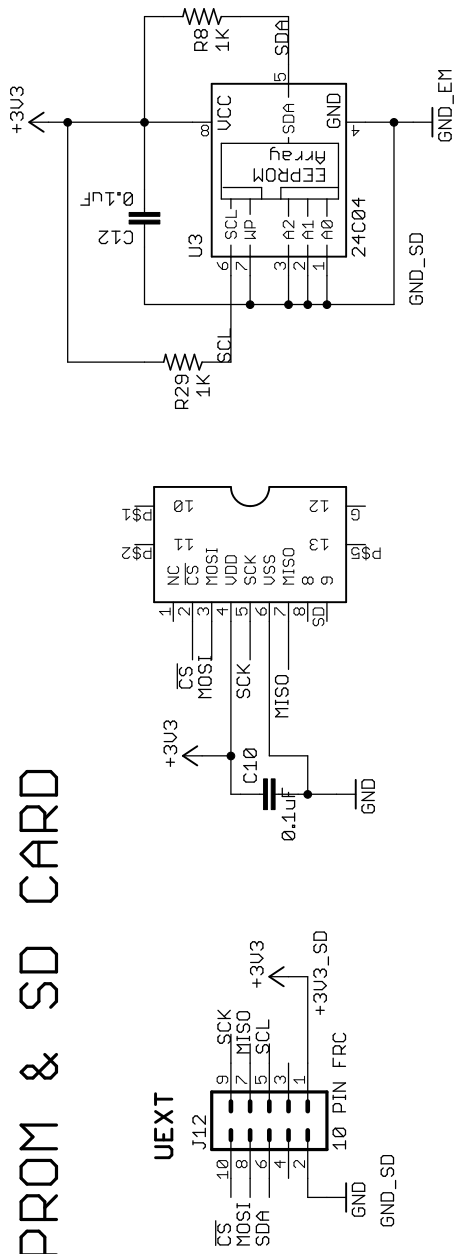 PROM & SD CARD
UEXT
J12
10 PIN FRC
CS
MOSI
SDA
10
8
6
4
2
9
7
5
3
1
SCK
MISO
SCL
+3V3
+3V3_SD
GND
GND_SD
+3V3
C10
0.1uF
GND
CS
MOSI
SCK
MISO
1
2
3
4
5
6
7
8
9
NC
CS
MOSI
VDD
SCK
VSS
MISO
8
SD
P$2
P$1
11
10
13
12
P$5
G
+3V3
C12
0.1uF
R29
1K
SCL
R8
1K
SDA
U3
24C04
6
7
3
2
1
SCL
WP
A2
A1
A0
EEPROM
Array
SDA
VCC
GND
8
5
4
GND_SD
GND_EM